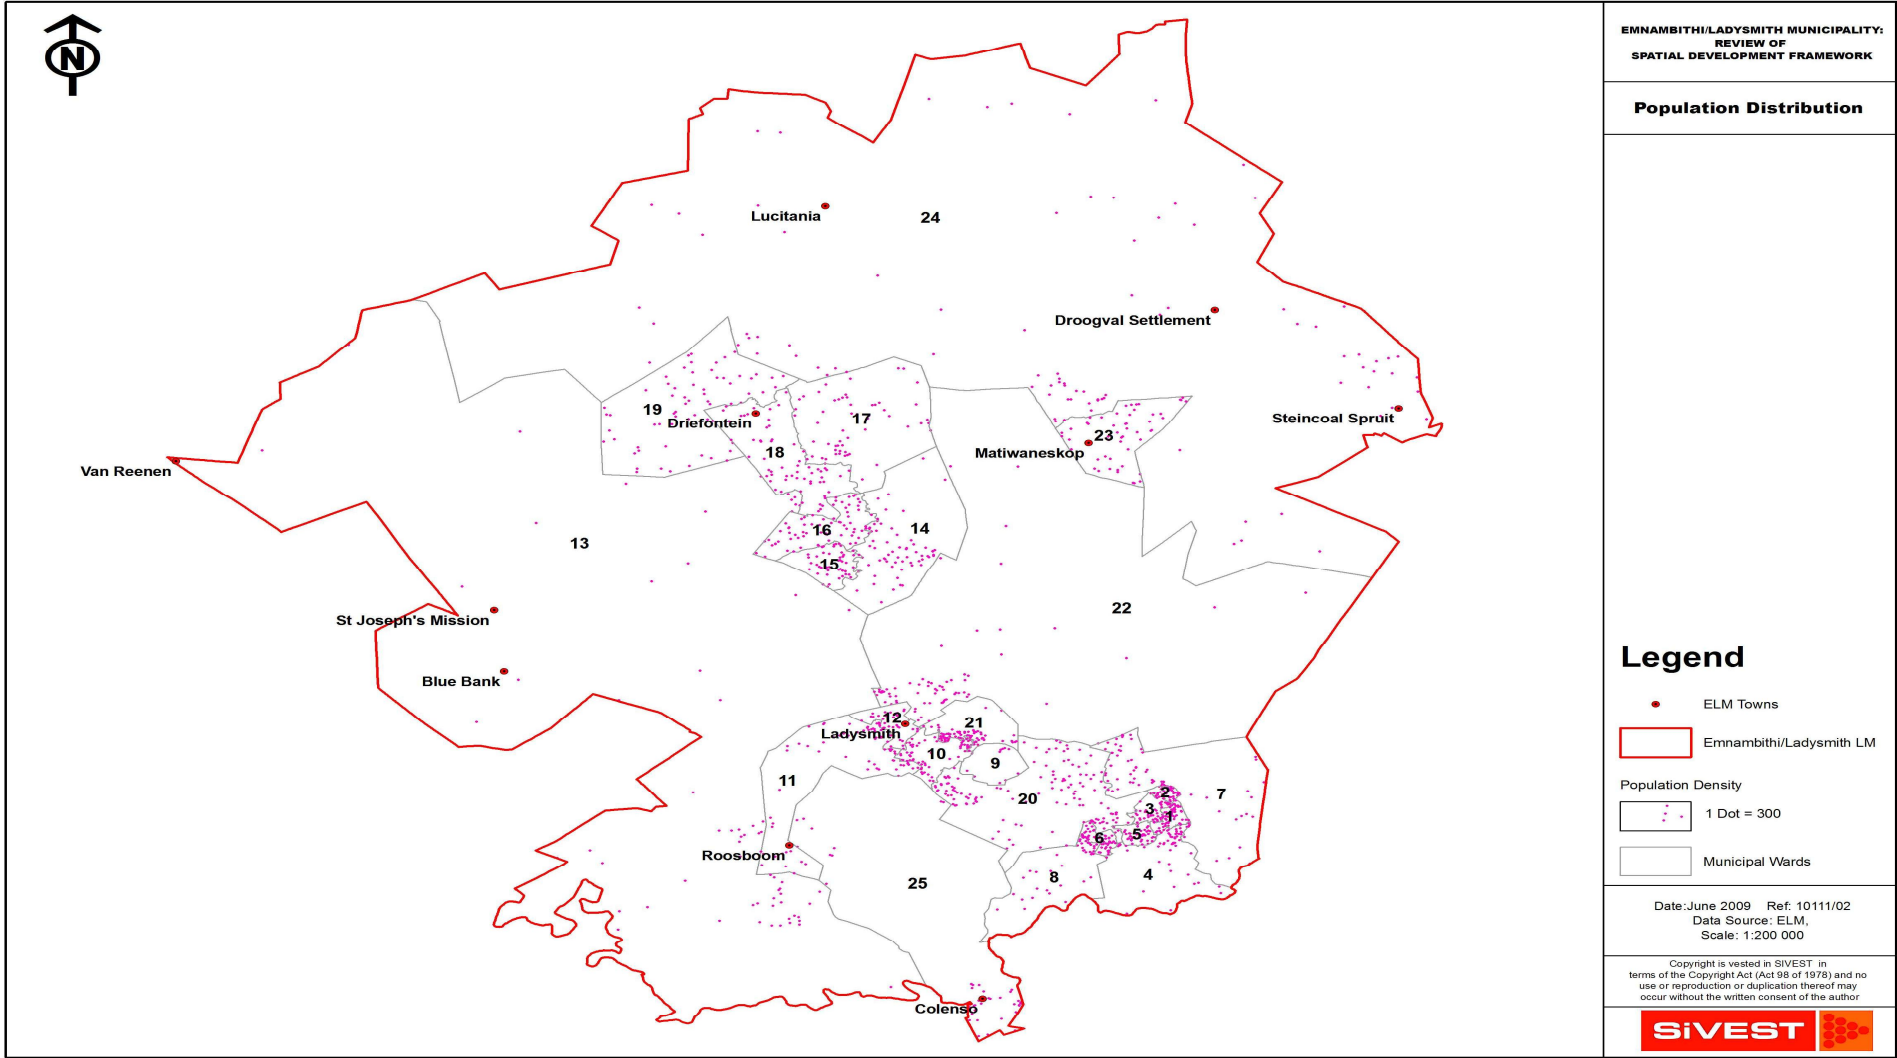 N
EMNAMBITHI/LADYSMITH MUNICIPALITY:
REVIEW OF
SPATIAL DEVELOPMENT FRAMEWORK
Population Distribution
Lucitania
24
Droogval Settlement
19
Driefontein
17
Steincoal Spruit
23
18
Matiwaneskop
Van Reenen
16
14
13
15
22
St Joseph's Mission
Blue Bank
12
21
Ladysmith
10
9
11
20
2
7
3
1
5
6
Roosboom
25
8
4
Colenso
Legend
ELM Towns
Emnambithi/Ladysmith LM
Population Density
1 Dot = 300
Municipal Wards
Date:June 2009 Ref: 10111/02
Data Source: ELM,
Scale: 1:200 000
Copyright is vested in SIVEST in
terms of the Copyright Act (Act 98 of 1978) and no
use or reproduction or duplication thereof may
occur without the written consent of the author
SiVEST